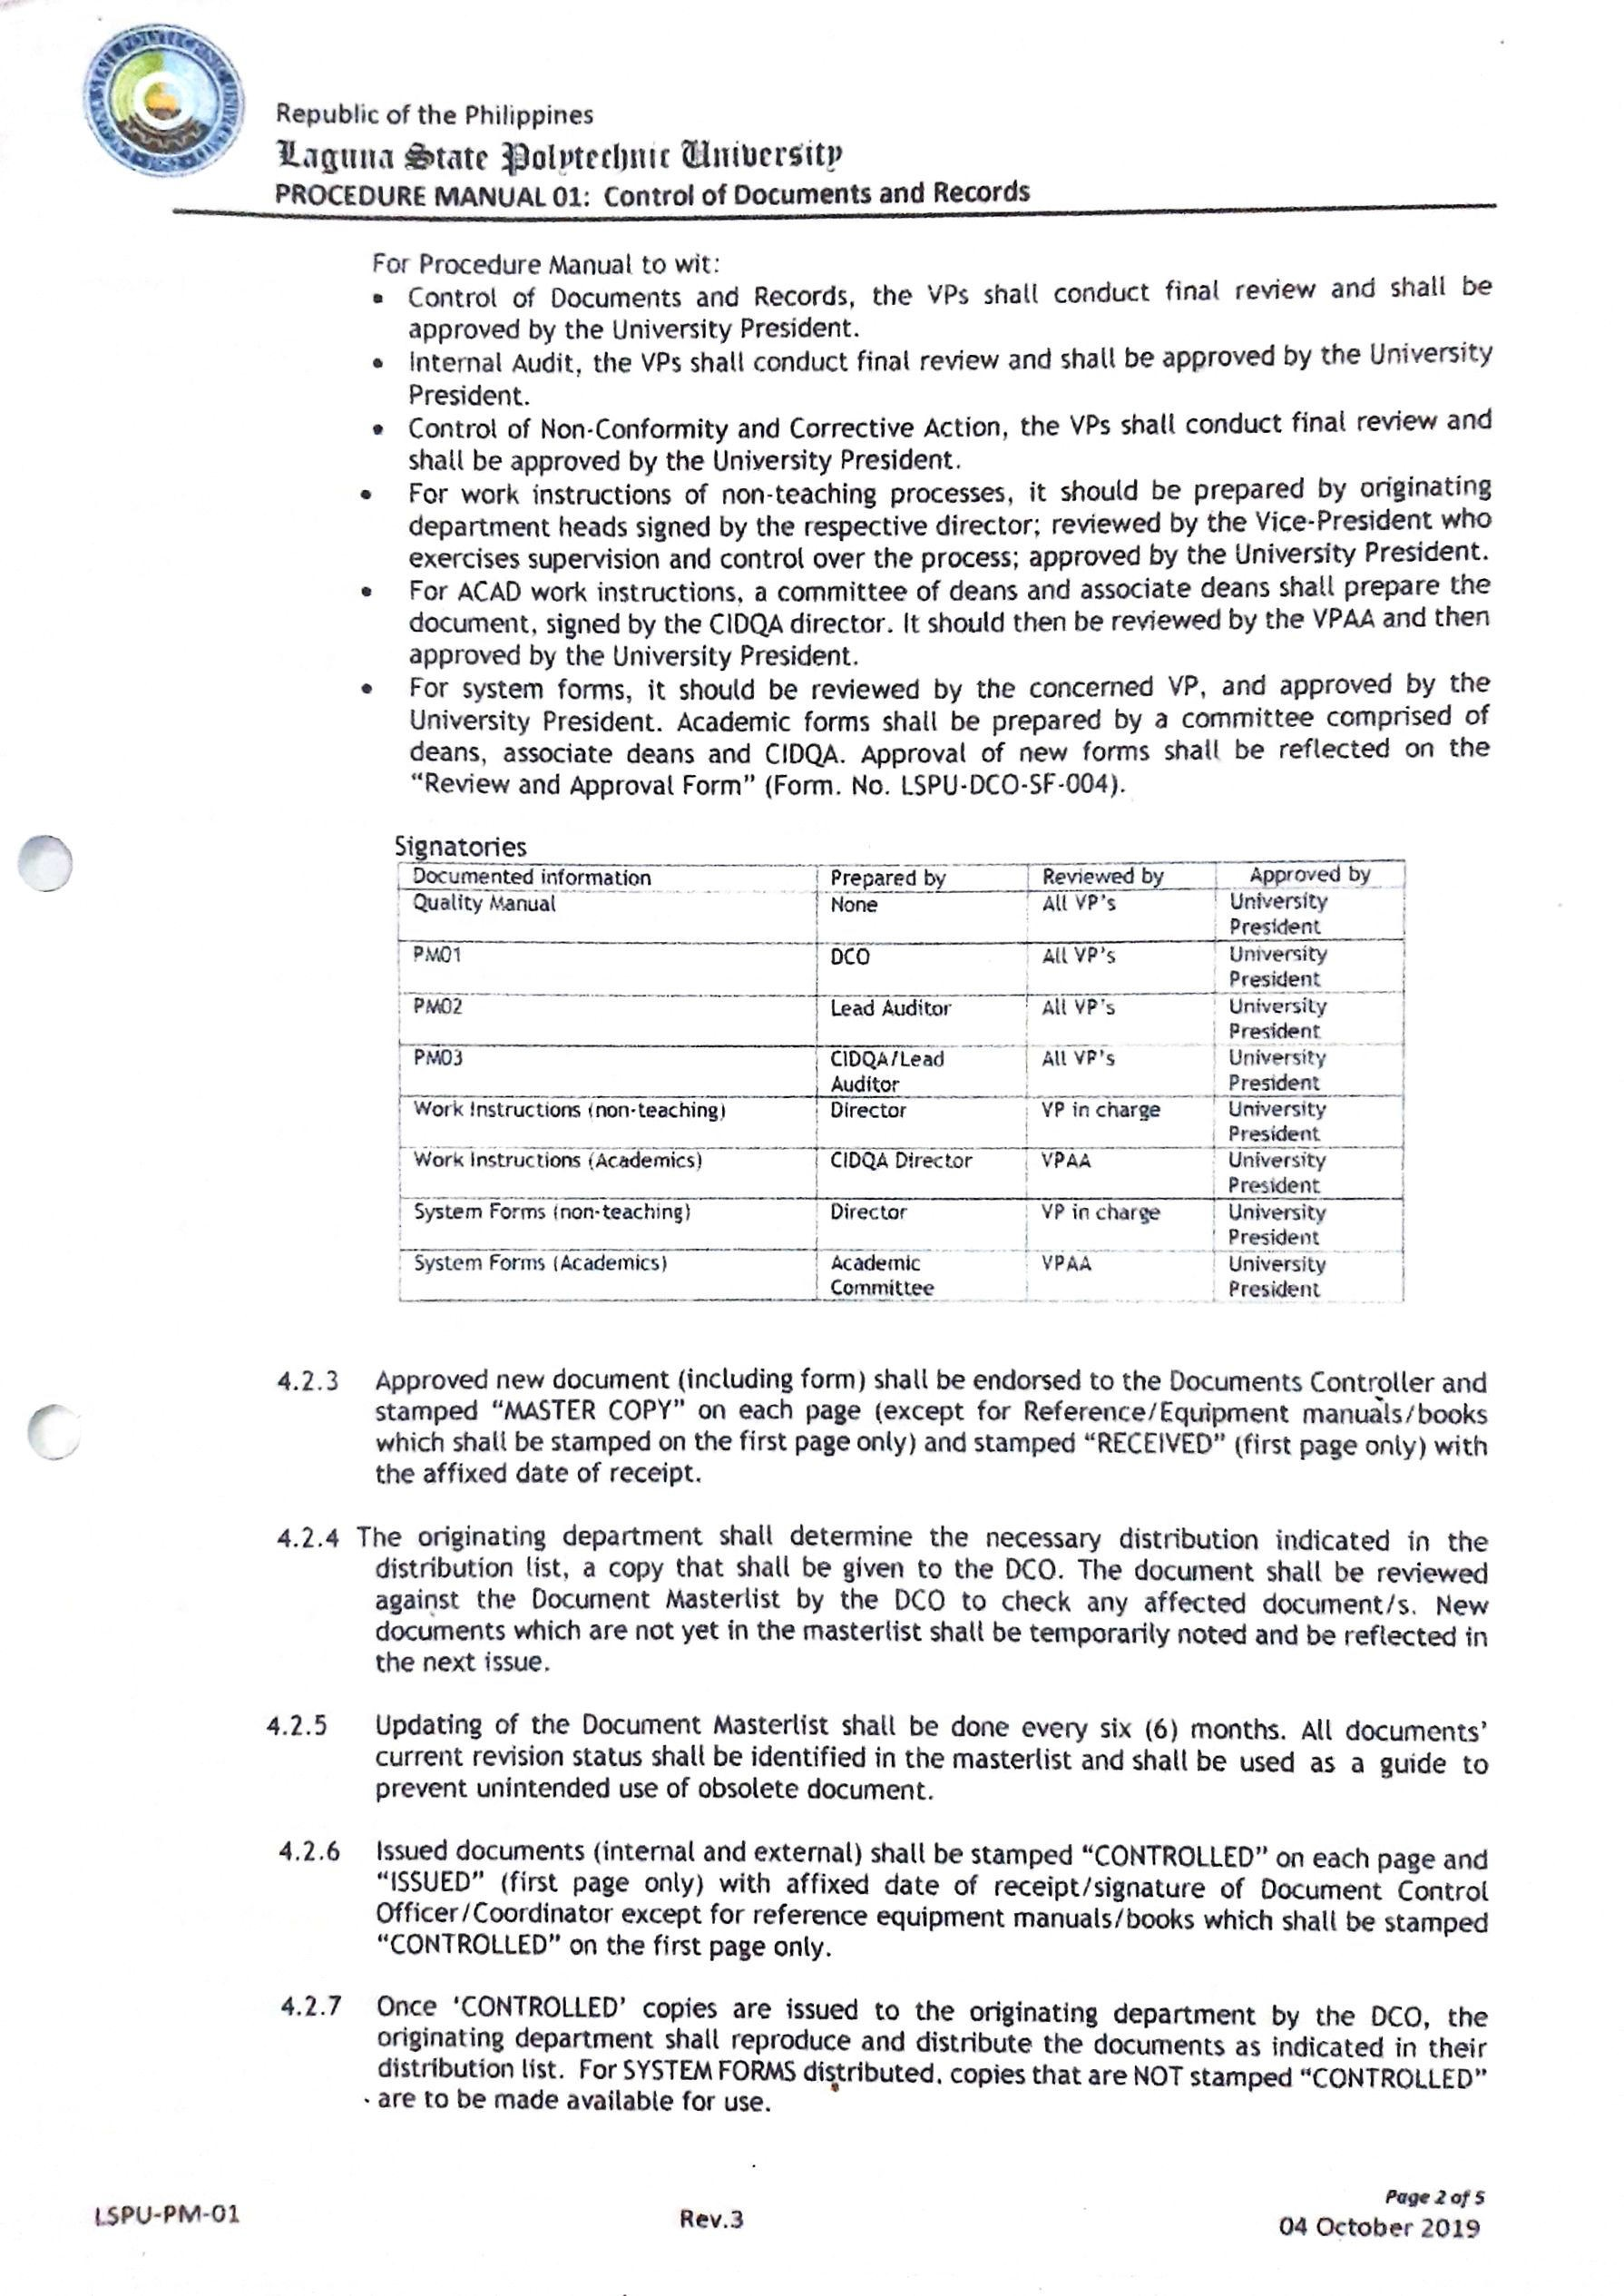 Republic of the Philippines
Laguna State Polytechnic University
PROCEDURE MANUAL 01: Control of Documents and Records
For Procedure Manual to wit:
• Control of Documents and Records, the VPs shall conduct final review and shall be
approved by the University President.
• Internal Audit, the VPs shall conduct final review and shall be approved by the University
President.
• Control of Non-Conformity and Corrective Action, the VPs shall conduct final review and
shall be approved by the University President.
• For work instructions of non-teaching processes, it should be prepared by originating
department heads signed by the respective director; reviewed by the Vice-President who
exercises supervision and control over the process; approved by the University President.
• For ACAD work instructions, a committee of deans and associate deans shall prepare the
document, signed by the CIDQA director. It should then be reviewed by the VPAA and then
approved by the University President.
• For system forms, it should be reviewed by the concerned VP, and approved by the
University President. Academic forms shall be prepared by a committee comprised of
deans, associate deans and CIDQA. Approval of new forms shall be reflected on the
“Review and Approval Form” (Form. No. LSPU-DCO-SF-004).
Signatories
Documented information Prepared by Reviewed by Approved by
Quality Manual None All VP's University
President
PM01 DCO All VP's University
President
PM02 Lead Auditor All VP's University
President
PM03 CIDQA/Lead All VP's University
Auditor President
Work Instructions (non-teaching) Director VP in charge University
President
Work Instructions (Academics) CIDQA Director VPAA University
President
System Forms (non-teaching) Director VP in charge University
President
System Forms (Academics) Academic VPAA University
Committee President
4.2.3 Approved new document (including form) shall be endorsed to the Documents Controller and
stamped “MASTER COPY” on each page (except for Reference/Equipment manuals/books
which shall be stamped on the first page only) and stamped “RECEIVED” (first page only) with
the affixed date of receipt.
4.2.4 The originating department shall determine the necessary distribution indicated in the
distribution list, a copy that shall be given to the DCO. The document shall be reviewed
against the Document Masterlist by the DCO to check any affected document/s. New
documents which are not yet in the masterlist shall be temporarily noted and be reflected in
the next issue.
4.2.5 Updating of the Document Masterlist shall be done every six (6) months. All documents’
current revision status shall be identified in the masterlist and shall be used as a guide to
prevent unintended use of obsolete document.
4.2.6 Issued documents (internal and external) shall be stamped “CONTROLLED” on each page and
“ISSUED” (first page only) with affixed date of receipt/signature of Document Control
Officer/Coordinator except for reference equipment manuals/books which shall be stamped
“CONTROLLED” on the first page only.
4.2.7 Once ‘CONTROLLED’ copies are issued to the originating department by the DCO, the
originating department shall reproduce and distribute the documents as indicated in their
distribution list. For SYSTEM FORMS distributed, copies that are NOT stamped “CONTROLLED”
are to be made available for use.
Page 2 of 5
LSPU-PM-01 Rev.3 04 October 2019